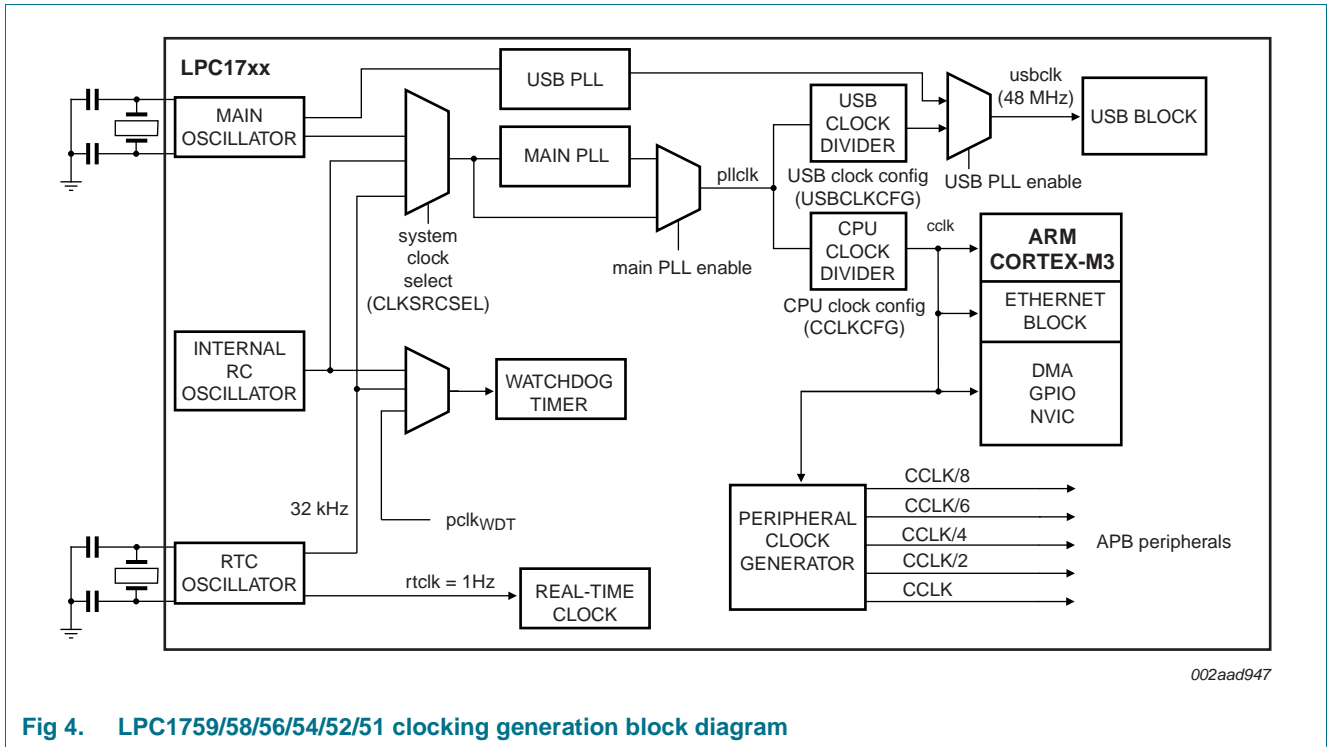 LPC17xx
MAIN
OSCILLATOR
USB PLL
MAIN PLL
system
clock
select
(CLKSRCSEL)
main PLL enable
pllclk
USB
CLOCK
DIVIDER
USB clock config
(USBCLKCFG)
usbclk
(48 MHz)
USB PLL enable
USB BLOCK
CPU
CLOCK
DIVIDER
CPU clock config
(CCLKCFG)
cclk
ARM
CORTEX-M3
ETHERNET
BLOCK
DMA
GPIO
NVIC
INTERNAL
RC
OSCILLATOR
WATCHDOG
TIMER
32 kHz
pclkWDT
RTC
OSCILLATOR
rtclk = 1Hz
REAL-TIME
CLOCK
PERIPHERAL
CLOCK
GENERATOR
CCLK/8
CCLK/6
CCLK/4
CCLK/2
CCLK
APB peripherals
002aad947
Fig 4. LPC1759/58/56/54/52/51 clocking generation block diagram